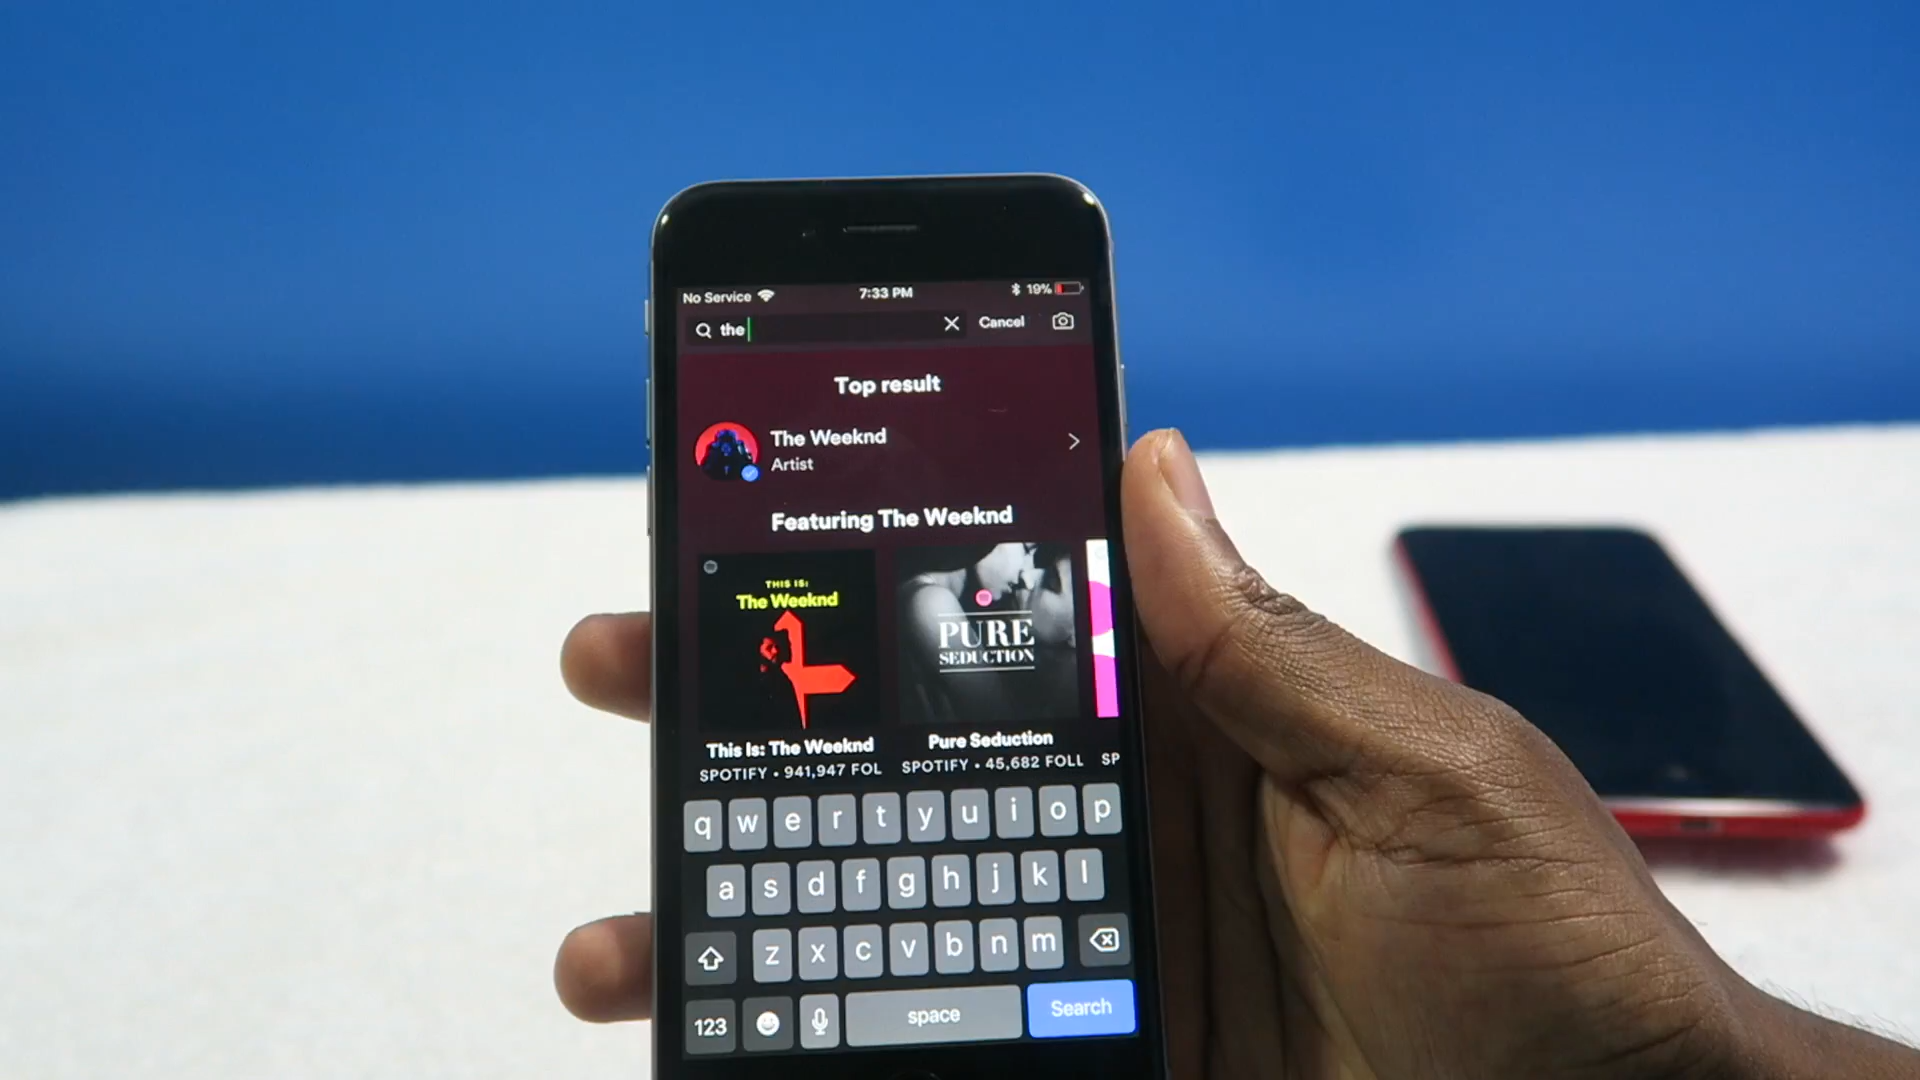 No Service 7:33 PM 19%
the Cancel
Top result
The Weeknd
Artist
Featuring The Weeknd
THIS IS:
The Weeknd
PURE
SEDUCTION
This Is: The Weeknd Pure Seduction
SPOTIFY • 941,947 FOL SPOTIFY • 45,682 FOLL SP
q w e r t y u i o p
a s d f g h j k l
z x c v b n m
123 space Search